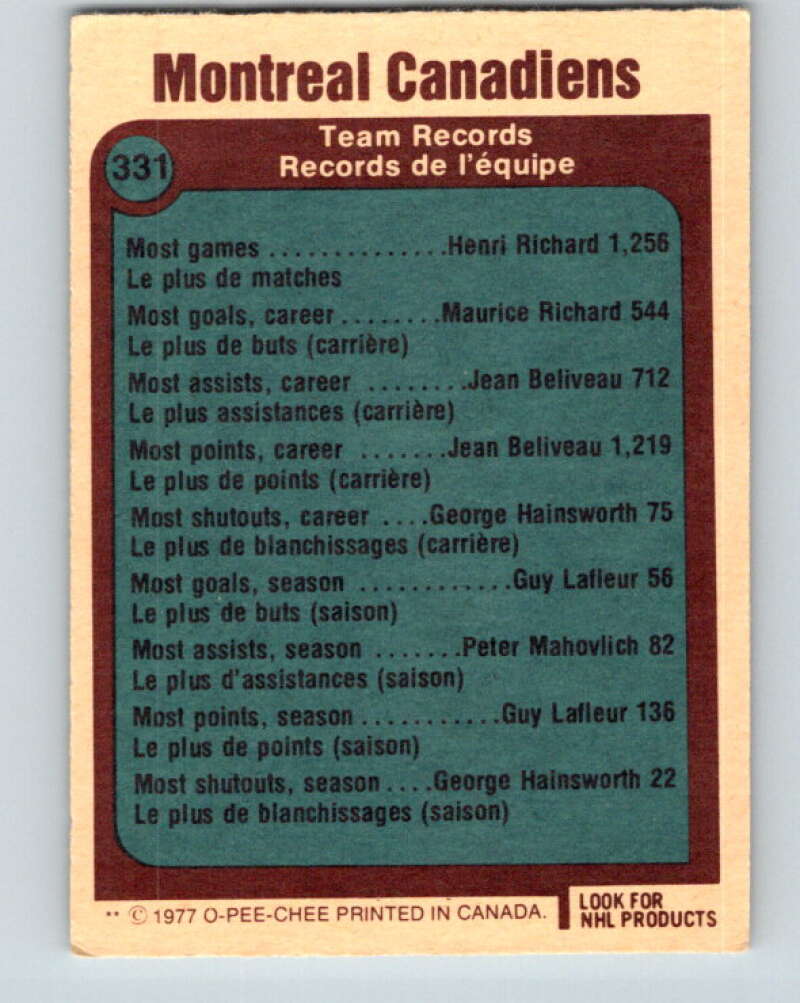 Montreal Canadiens
331
Team Records
Records de l'équipe
Most games ..............Henri Richard 1,256
Le plus de matches
Most goals, career ........Maurice Richard 544
Le plus de buts (carrière)
Most assists, career ........Jean Beliveau 712
Le plus assistances (carrière)
Most points, career .......Jean Beliveau 1,219
Le plus de points (carrière)
Most shutouts, career ....George Hainsworth 75
Le plus de blanchissages (carrière)
Most goals, season ............Guy Lafleur 56
Le plus de buts (saison)
Most assists, season .......Peter Mahovlich 82
Le plus d'assistances (saison)
Most points, season ...........Guy Lafleur 136
Le plus de points (saison)
Most shutouts, season ....George Hainsworth 22
Le plus de blanchissages (saison)
** © 1977 O-PEE-CHEE PRINTED IN CANADA.
LOOK FOR
NHL PRODUCTS